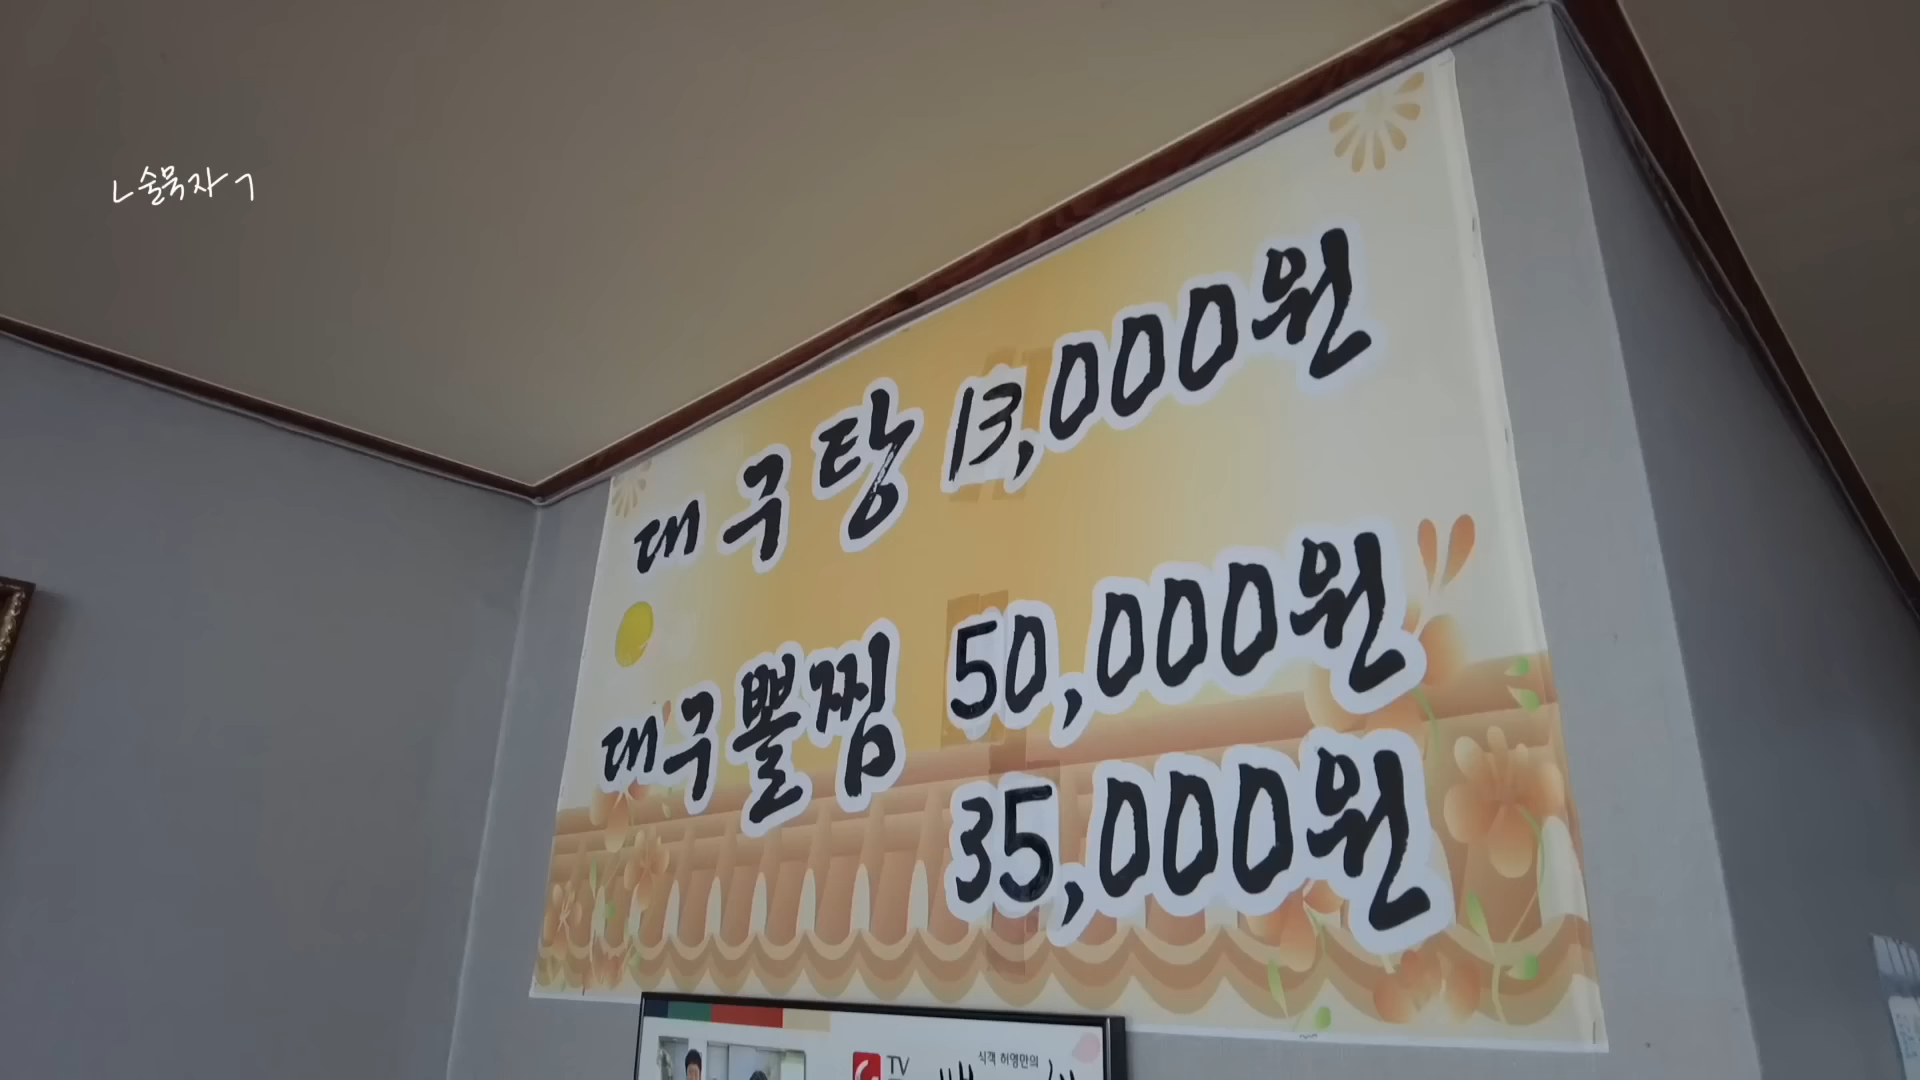 ㄴ술묵자ㄱ
대구탕 13,000원
대구뽈찜 50,000원
35,000원
TV
식객 허영만의